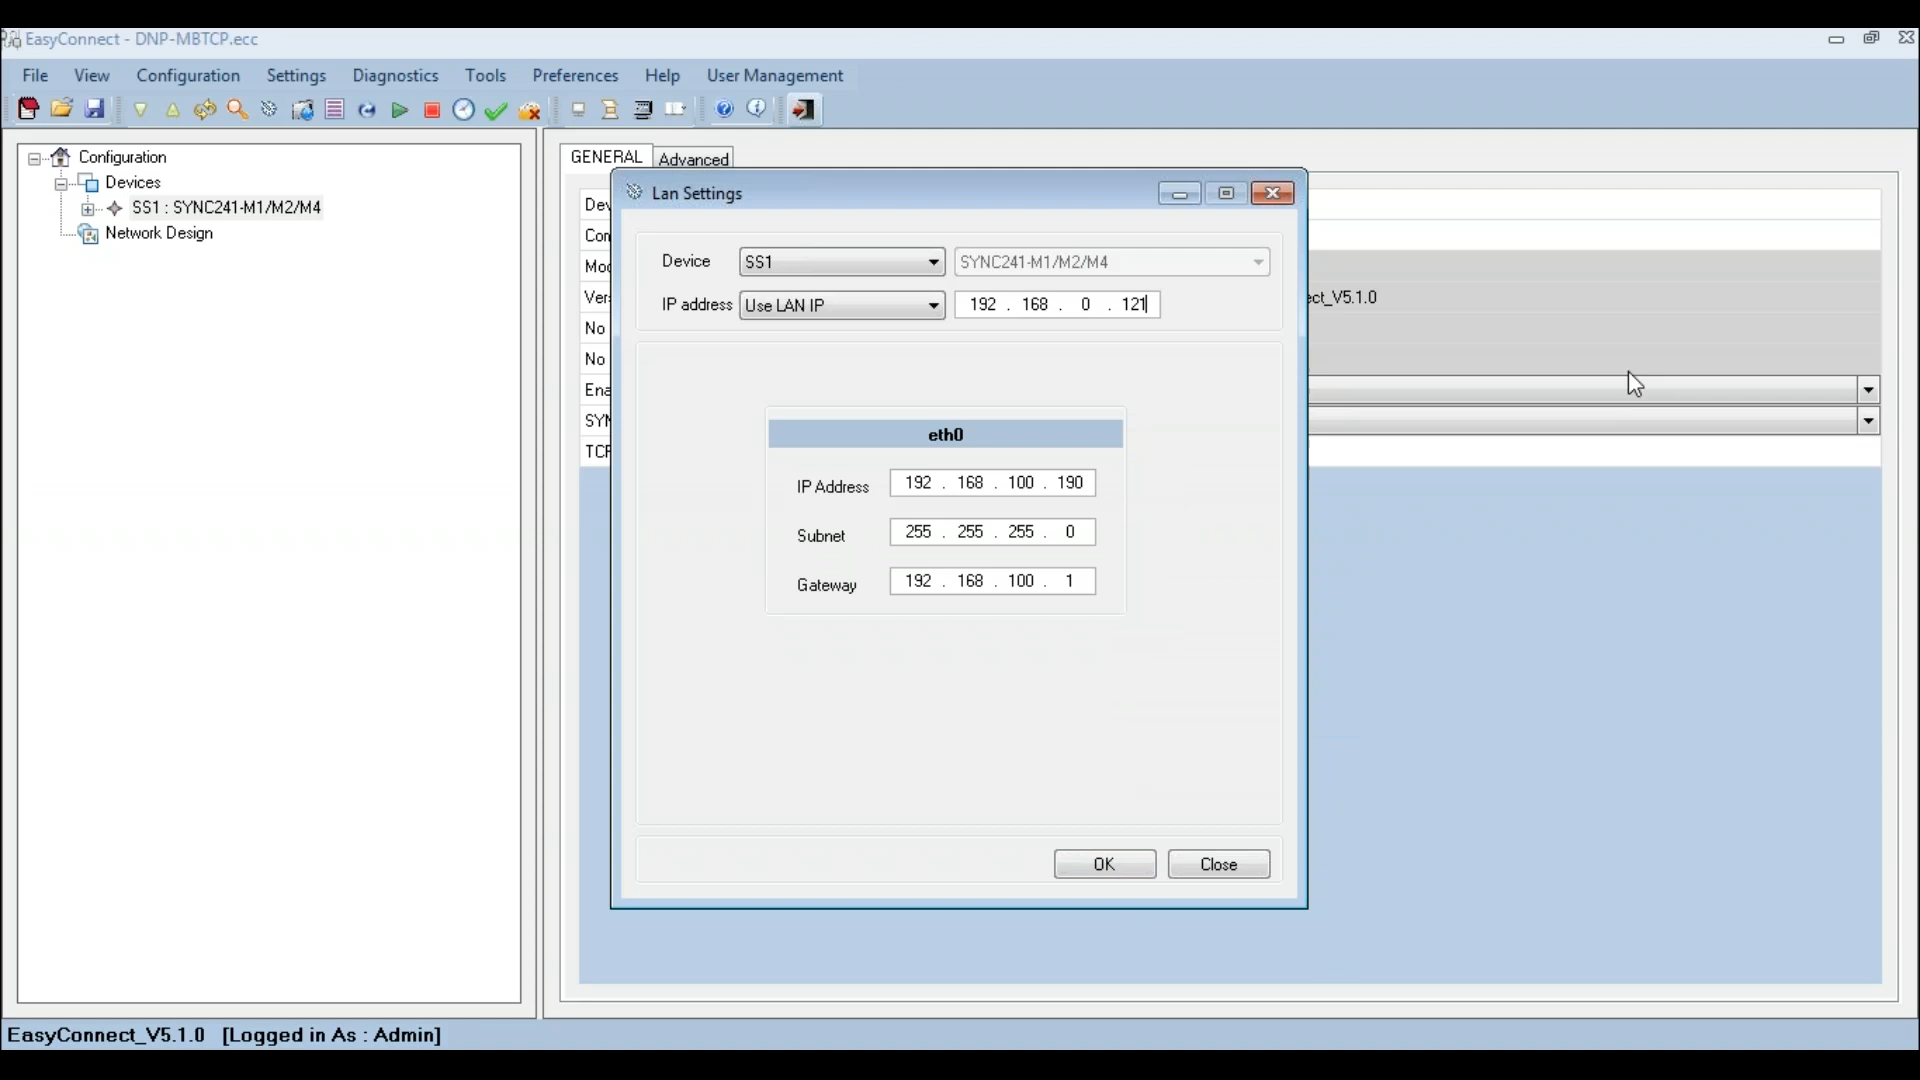 EasyConnect - DNP-MBTCP.ecc
File View Configuration Settings Diagnostics Tools Preferences Help User Management
Configuration
Devices
SS1 : SYNC241-M1/M2/M4
Network Design
GENERAL Advanced
Lan Settings
Device SS1 SYNC241-M1/M2/M4
IP address Use LAN IP 192 . 168 . 0 . 121
No
No
ect_V5.1.0
eth0
IP Address 192 . 168 . 100 . 190
Subnet 255 . 255 . 255 . 0
Gateway 192 . 168 . 100 . 1
OK Close
EasyConnect_V5.1.0 [Logged in As : Admin]